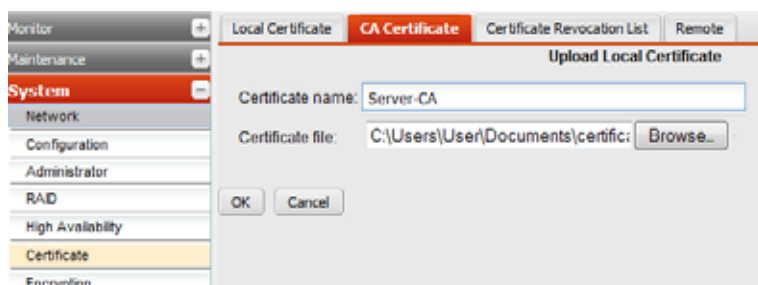 Monitor
Maintenance
System
Network
Configuration
Administrator
RAID
High Availability
Certificate
Encryption
Local Certificate CA Certificate Certificate Revocation List Remote
Upload Local Certificate
Certificate name: Server-CA
Certificate file: C:\Users\User\Documents\certific Browse...
OK Cancel